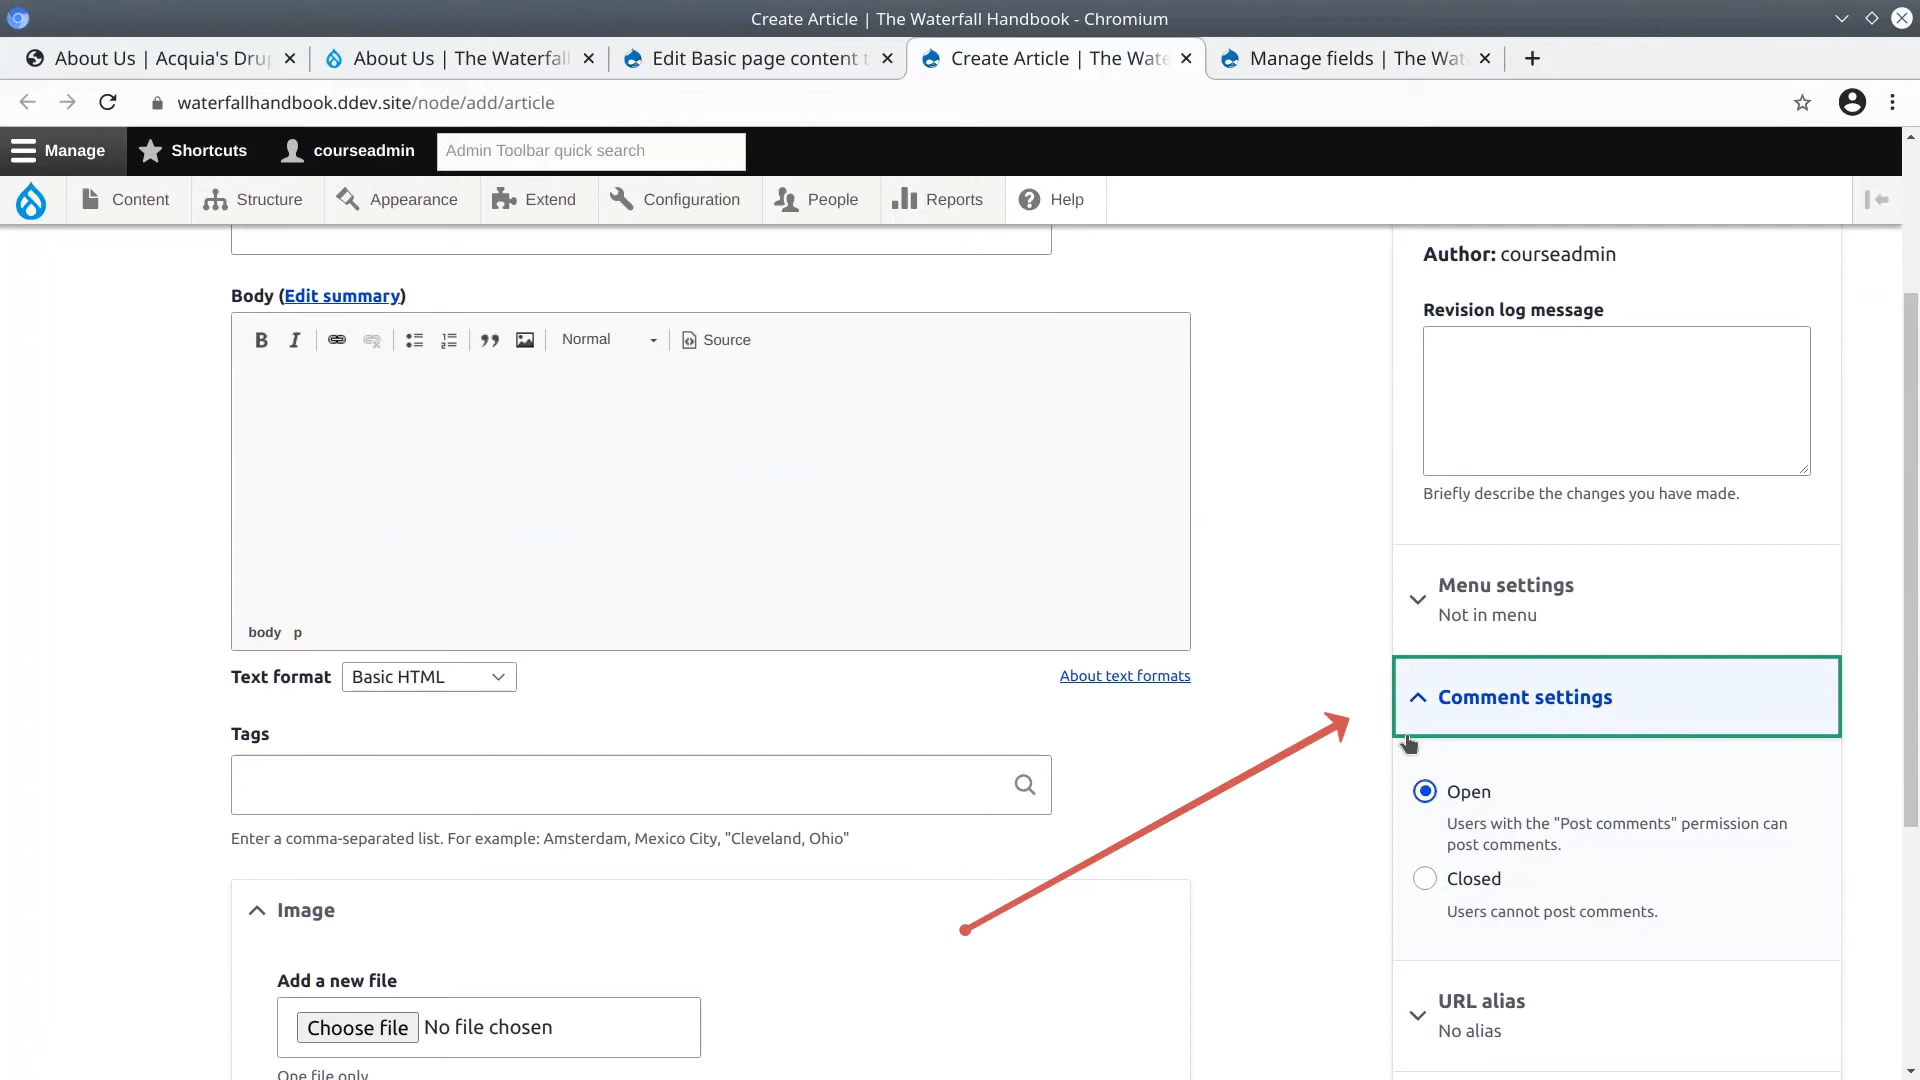 Create Article | The Waterfall Handbook - Chromium
About Us | Acquia's Dru
About Us | The Waterfall
Edit Basic page content
Create Article | The Wate
Manage fields | The Wat
waterfallhandbook.ddev.site/node/add/article
Manage
Shortcuts
courseadmin
Admin Toolbar quick search
Content
Structure
Appearance
Extend
Configuration
People
Reports
Help
Body (Edit summary)
B I
Normal
Source
body p
Text format Basic HTML
About text formats
Tags
Enter a comma-separated list. For example: Amsterdam, Mexico City, "Cleveland, Ohio"
Image
Add a new file
Choose file No file chosen
One file only.
Author: courseadmin
Revision log message
Briefly describe the changes you have made.
Menu settings
Not in menu
Comment settings
Open
Users with the "Post comments" permission can
post comments.
Closed
Users cannot post comments.
URL alias
No alias